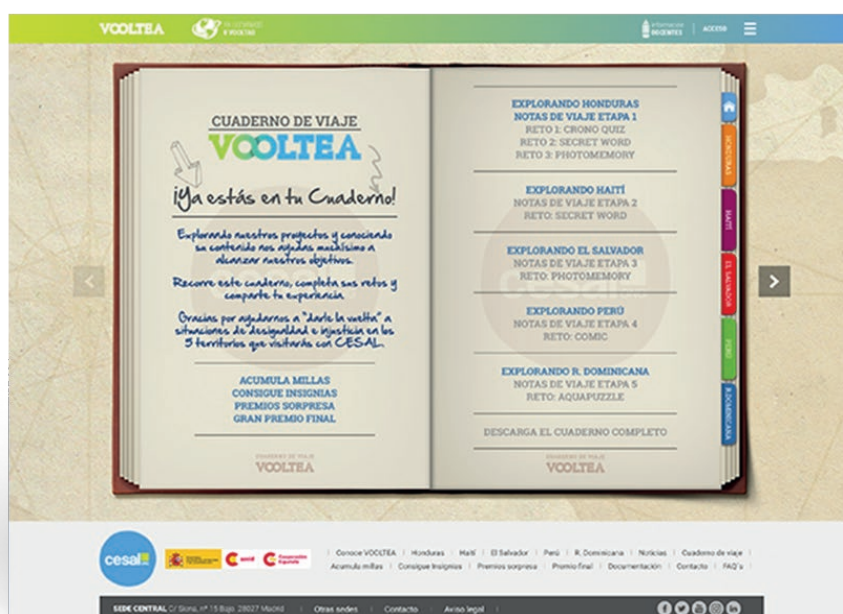 VOOLTEA
INFORMACIÓN
DOCENTES
ACCESO
CUADERNO DE VIAJE
VOOLTEA
¡Ya estás en tu Cuaderno!
Explorando nuestros proyectos y conociendo
su contenido nos ayudas muchísimo a
alcanzar nuestros objetivos.
Recorre este cuaderno, completa sus retos y
comparte tu experiencia.
Gracias por ayudarnos a "darle la vuelta" a
situaciones de desigualdad e injusticia en los
5 territorios que visitarás con CESAL.
ACUMULA MILLAS
CONSIGUE INSIGNIAS
PREMIOS SORPRESA
GRAN PREMIO FINAL
CUADERNO DE VIAJE
VOOLTEA
EXPLORANDO HONDURAS
NOTAS DE VIAJE ETAPA 1
RETO 1: CRONO QUIZ
RETO 2: SECRET WORD
RETO 3: PHOTOMEMORY
EXPLORANDO HAITÍ
NOTAS DE VIAJE ETAPA 2
RETO: SECRET WORD
EXPLORANDO EL SALVADOR
NOTAS DE VIAJE ETAPA 3
RETO: PHOTOMEMORY
EXPLORANDO PERÚ
NOTAS DE VIAJE ETAPA 4
RETO: COMIC
EXPLORANDO R. DOMINICANA
NOTAS DE VIAJE ETAPA 5
RETO: AQUAPUZZLE
DESCARGA EL CUADERNO COMPLETO
CUADERNO DE VIAJE
VOOLTEA
HONDURAS
HAITÍ
EL SALVADOR
PERÚ
R.DOMINICANA
cesal
aecid
Cooperación
Española
Conoce VOOLTEA | Honduras | Haití | El Salvador | Perú | R. Dominicana | Noticias | Cuaderno de viaje |
Acumula millas | Consigue Insignias | Premios sorpresa | Premio final | Documentación | Contacto | FAQ's |
SEDE CENTRAL C/ Siena, nº 15 Bajo. 28027 Madrid | Otras sedes | Contacto | Aviso legal |